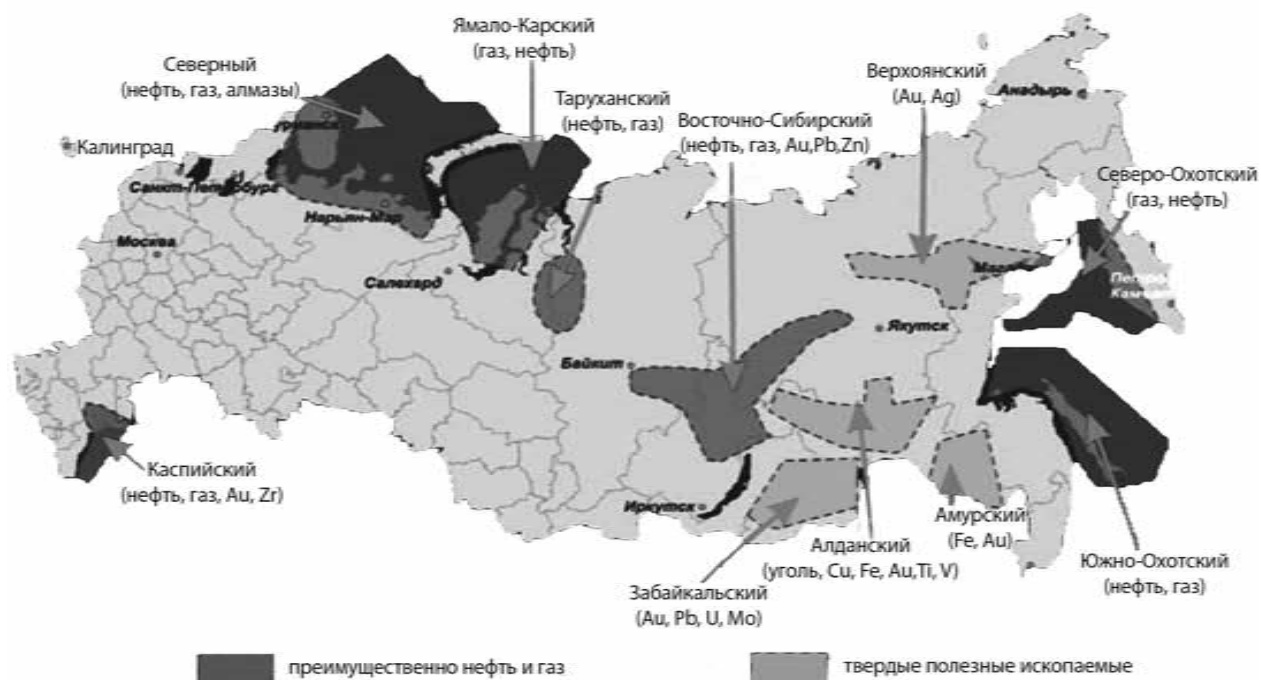 Ямало-Карский
(газ, нефть)
Северный
(нефть, газ, алмазы)
Таруханский
(нефть, газ)
Верхоянский
(Au, Ag)
Анадырь
Восточно-Сибирский
(нефть, газ, Au,Pb,Zn)
Калининград
Санкт-Петербург
Северо-Охотский
(газ, нефть)
Нарьян-Мар
Москва
Салехард
Якутск
Байкит
Каспийский
(нефть, газ, Au, Zr)
Иркутск
Амурский
(Fe, Au)
Алданский
(уголь, Cu, Fe, Au,Ti, V)
Южно-Охотский
(нефть, газ)
Забайкальский
(Au, Pb, U, Mo)
преимущественно нефть и газ
твердые полезные ископаемые